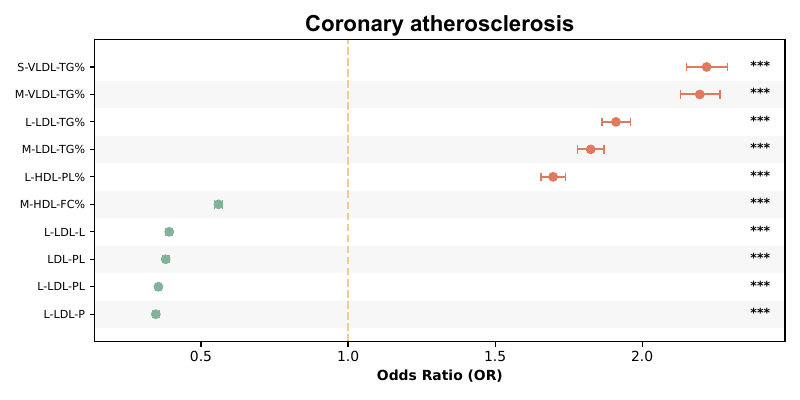 Coronary atherosclerosis
S-VLDL-TG% ***
M-VLDL-TG% ***
L-LDL-TG% ***
M-LDL-TG% ***
L-HDL-PL% ***
M-HDL-FC% ***
L-LDL-L ***
LDL-PL ***
L-LDL-PL ***
L-LDL-P ***
0.5 1.0 1.5 2.0
Odds Ratio (OR)